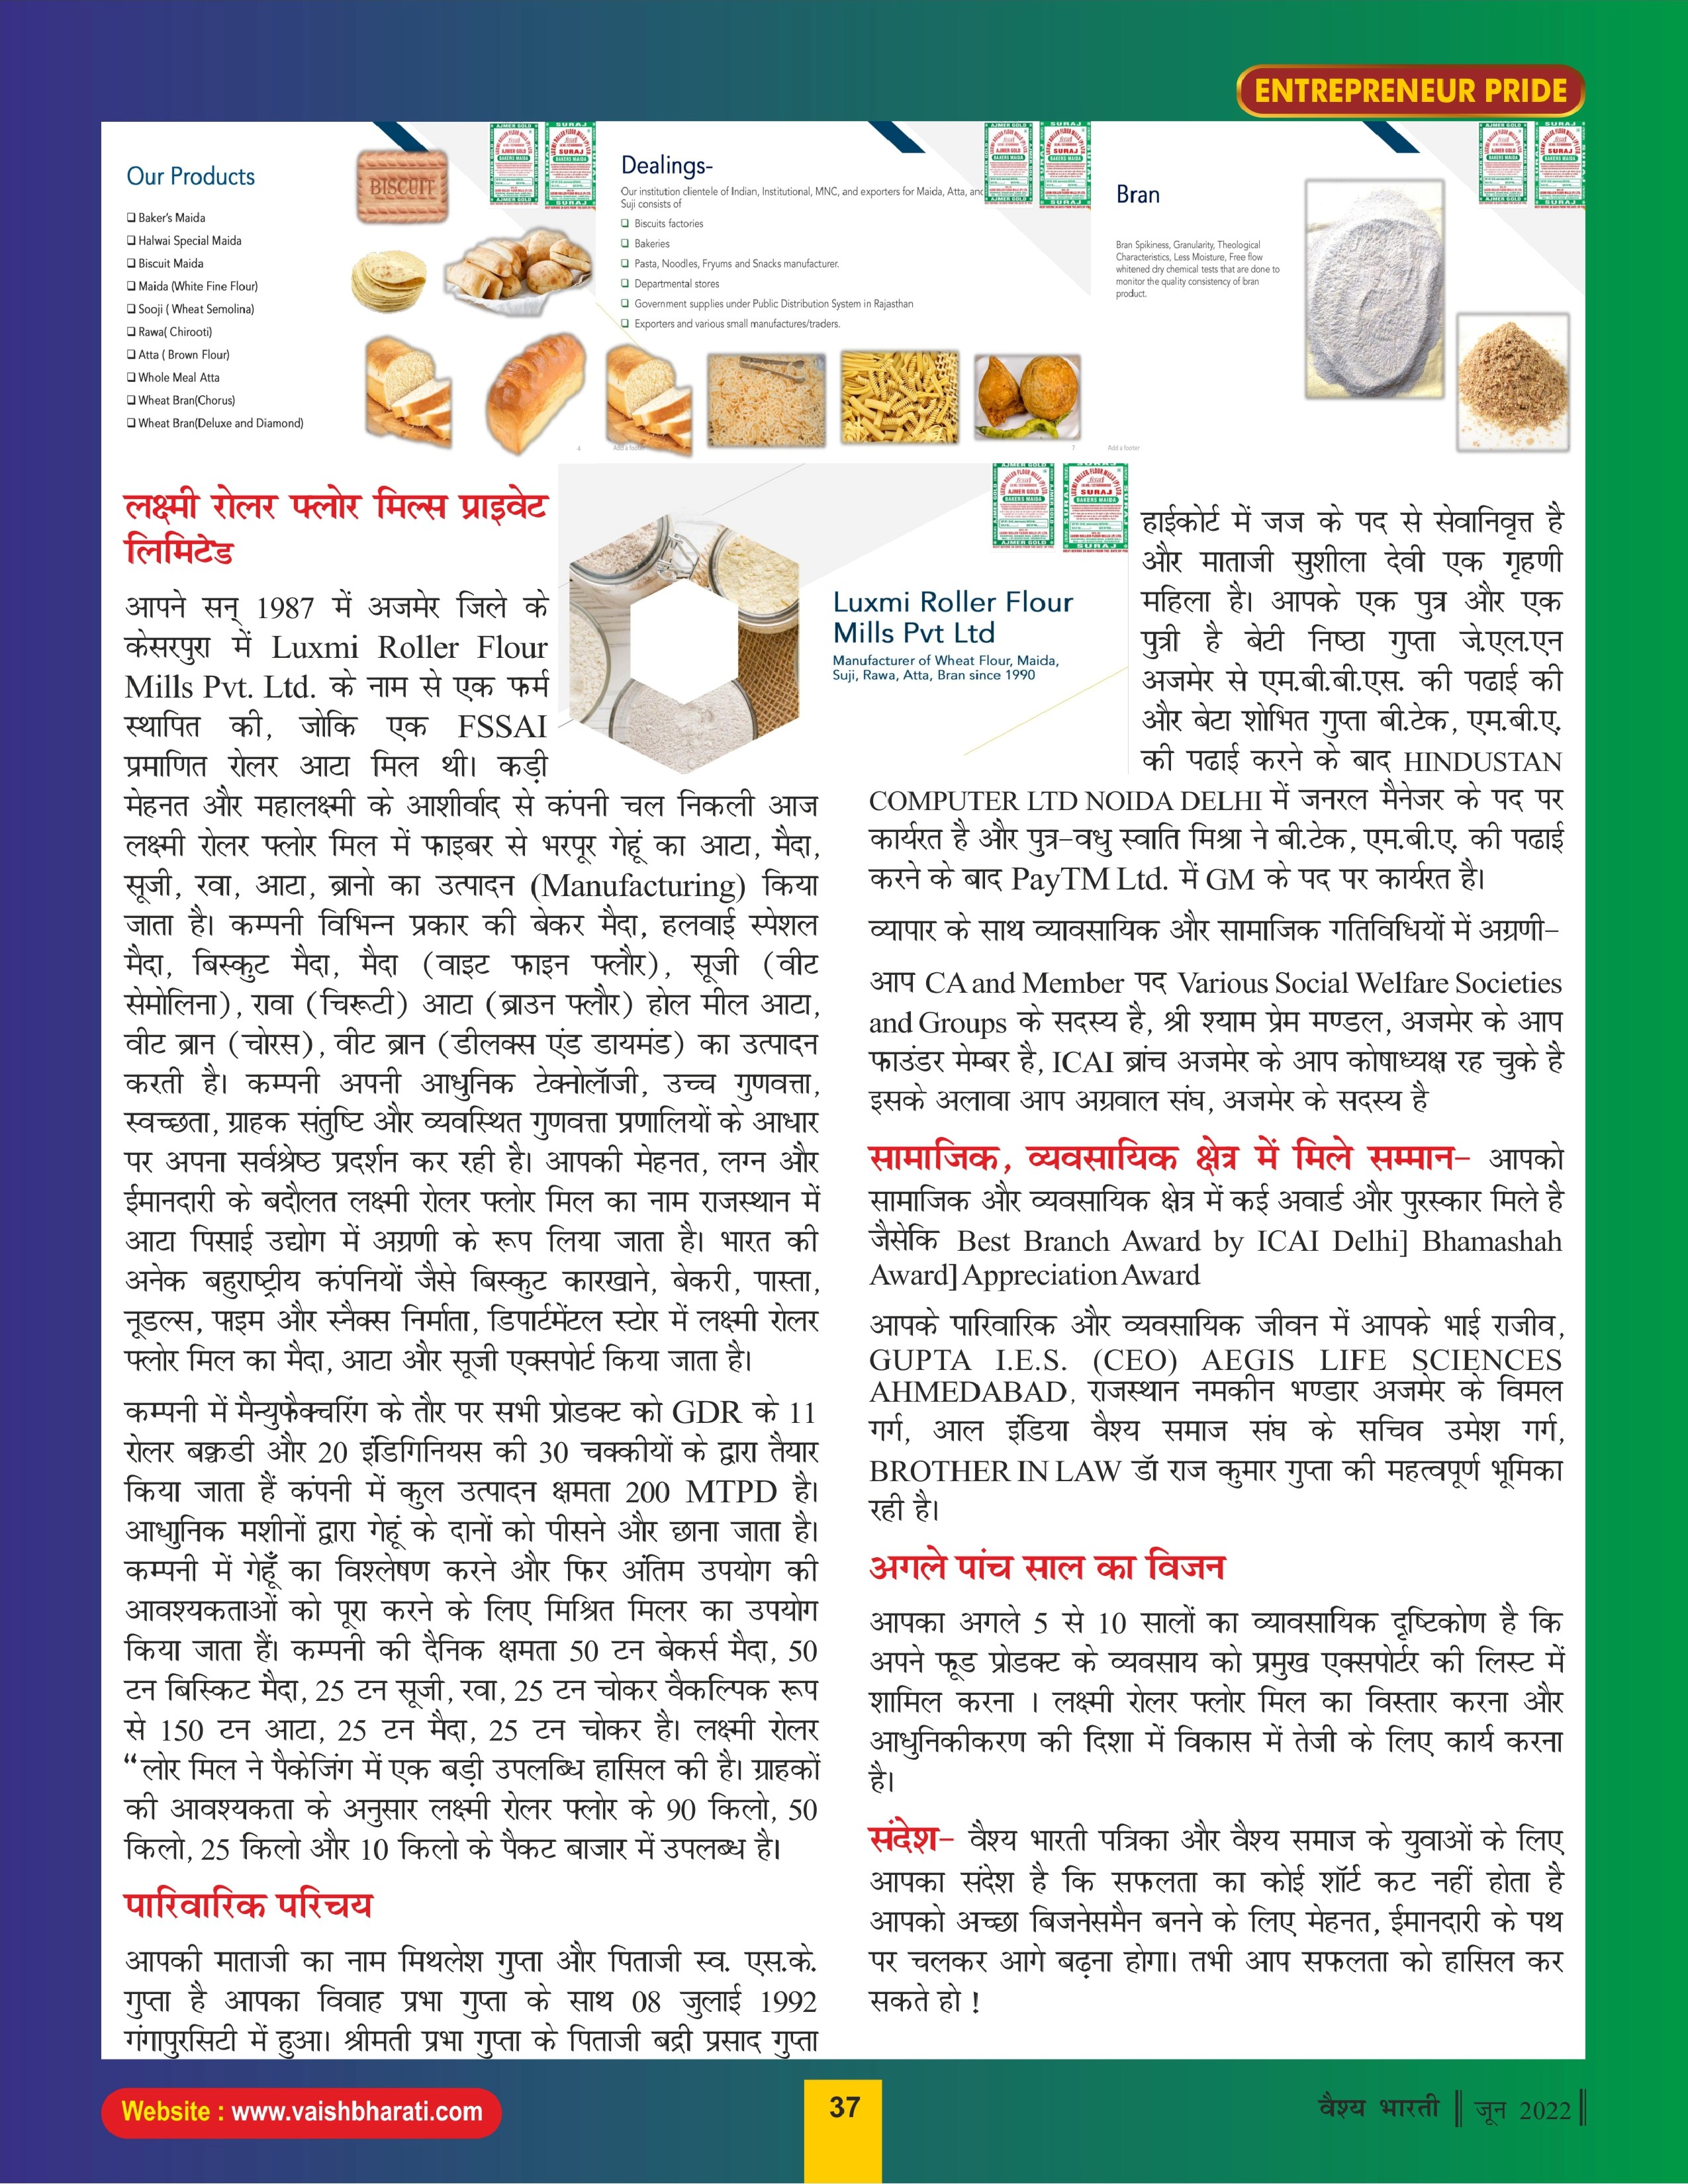 ENTREPRENEUR PRIDE
Our Products
Baker's Maida
Halwai Special Maida
Biscuit Maida
Maida (White Fine Flour)
Sooji ( Wheat Semolina)
Rawa( Chirooti)
Atta ( Brown Flour)
Whole Meal Atta
Wheat Bran(Chorus)
Wheat Bran(Deluxe and Diamond)
BISCUIT
AJMER GOLD
SURAJ
4
Dealings-
Our institution clientele of Indian, Institutional, MNC, and exporters for Maida, Atta, and
Suji consists of
Biscuits factories
Bakeries
Pasta, Noodles, Fryums and Snacks manufacturer.
Departmental stores
Government supplies under Public Distribution System in Rajasthan
Exporters and various small manufactures/traders.
Add a footer
7
AJMER GOLD
SURAJ
Bran
Bran Spikiness, Granularity, Theological
Characteristics, Less Moisture, Free flow
whitened dry chemical tests that are done to
monitor the quality consistency of bran
product.
Add a footer
AJMER GOLD
SURAJ
लक्ष्मी रोलर फ्लोर मिल्स प्राइवेट
लिमिटेड
आपने सन् 1987 में अजमेर जिले के
केसरपुरा में Luxmi Roller Flour
Mills Pvt. Ltd. के नाम से एक फर्म
स्थापित की, जोकि एक FSSAI
प्रमाणित रोलर आटा मिल थी। कड़ी
मेहनत और महालक्ष्मी के आशीर्वाद से कंपनी चल निकली आज
लक्ष्मी रोलर फ्लोर मिल में फाइबर से भरपूर गेहूं का आटा, मैदा,
सूजी, रवा, आटा, ब्रानो का उत्पादन (Manufacturing) किया
जाता है। कम्पनी विभिन्न प्रकार की बेकर मैदा, हलवाई स्पेशल
मैदा, बिस्कुट मैदा, मैदा (वाइट फाइन फ्लौर), सूजी (वीट
सेमोलिना), रावा (चिरूटी) आटा (ब्राउन फ्लौर) होल मील आटा,
वीट ब्रान (चोरस), वीट ब्रान (डीलक्स एंड डायमंड) का उत्पादन
करती है। कम्पनी अपनी आधुनिक टेक्नोलॉजी, उच्च गुणवत्ता,
स्वच्छता, ग्राहक संतुष्टि और व्यवस्थित गुणवत्ता प्रणालियों के आधार
पर अपना सर्वश्रेष्ठ प्रदर्शन कर रही है। आपकी मेहनत, लग्न और
ईमानदारी के बदौलत लक्ष्मी रोलर फ्लोर मिल का नाम राजस्थान में
आटा पिसाई उद्योग में अग्रणी के रूप लिया जाता है। भारत की
अनेक बहुराष्ट्रीय कंपनियों जैसे बिस्कुट कारखाने, बेकरी, पास्ता,
नूडल्स, पाइम और स्नैक्स निर्माता, डिपार्टमेंटल स्टोर में लक्ष्मी रोलर
फ्लोर मिल का मैदा, आटा और सूजी एक्सपोर्ट किया जाता है।
कम्पनी में मैन्युफैक्चरिंग के तौर पर सभी प्रोडक्ट को GDR के 11
रोलर बक्कडी और 20 इंडिगिनियस की 30 चक्कीयों के द्वारा तैयार
किया जाता हैं कंपनी में कुल उत्पादन क्षमता 200 MTPD है।
आधाुनिक मशीनों द्वारा गेहूं के दानों को पीसने और छाना जाता है।
कम्पनी में गेहूँ का विश्लेषण करने और फिर अंतिम उपयोग की
आवश्यकताओं को पूरा करने के लिए मिश्रित मिलर का उपयोग
किया जाता हैं। कम्पनी की दैनिक क्षमता 50 टन बेकर्स मैदा, 50
टन बिस्किट मैदा, 25 टन सूजी, रवा, 25 टन चोकर वैकल्पिक रूप
से 150 टन आटा, 25 टन मैदा, 25 टन चोकर है। लक्ष्मी रोलर
“लोर मिल ने पैकेजिंग में एक बड़ी उपलब्धि हासिल की है। ग्राहकों
की आवश्यकता के अनुसार लक्ष्मी रोलर फ्लोर के 90 किलो, 50
किलो, 25 किलो और 10 किलो के पैकट बाजार में उपलब्ध है।
पारिवारिक परिचय
आपकी माताजी का नाम मिथलेश गुप्ता और पिताजी स्व. एस.के.
गुप्ता है आपका विवाह प्रभा गुप्ता के साथ 08 जुलाई 1992
गंगापुरसिटी में हुआ। श्रीमती प्रभा गुप्ता के पिताजी बद्री प्रसाद गुप्ता
AJMER GOLD
SURAJ
Luxmi Roller Flour
Mills Pvt Ltd
Manufacturer of Wheat Flour, Maida,
Suji, Rawa, Atta, Bran since 1990
हाईकोर्ट में जज के पद से सेवानिवृत्त है
और माताजी सुशीला देवी एक गृहणी
महिला है। आपके एक पुत्र और एक
पुत्री है बेटी निष्ठा गुप्ता जे.एल.एन
अजमेर से एम.बी.बी.एस. की पढाई की
और बेटा शोभित गुप्ता बी.टेक, एम.बी.ए.
की पढाई करने के बाद HINDUSTAN
COMPUTER LTD NOIDA DELHI में जनरल मैनेजर के पद पर
कार्यरत है और पुत्र-वधु स्वाति मिश्रा ने बी.टेक, एम.बी.ए. की पढाई
करने के बाद PayTM Ltd. में GM के पद पर कार्यरत है।
व्यापार के साथ व्यावसायिक और सामाजिक गतिविधियों में अग्रणी-
आप CA and Member पद Various Social Welfare Societies
and Groups के सदस्य है, श्री श्याम प्रेम मण्डल, अजमेर के आप
फाउंडर मेम्बर है, ICAI ब्रांच अजमेर के आप कोषाध्यक्ष रह चुके है
इसके अलावा आप अग्रवाल संघ, अजमेर के सदस्य है
सामाजिक, व्यवसायिक क्षेत्र में मिले सम्मान- आपको
सामाजिक और व्यवसायिक क्षेत्र में कई अवार्ड और पुरस्कार मिले है
जैसेकि Best Branch Award by ICAI Delhi] Bhamashah
Award] Appreciation Award
आपके पारिवारिक और व्यवसायिक जीवन में आपके भाई राजीव,
GUPTA I.E.S. (CEO) AEGIS LIFE SCIENCES
AHMEDABAD, राजस्थान नमकीन भण्डार अजमेर के विमल
गर्ग, आल इंडिया वैश्य समाज संघ के सचिव उमेश गर्ग,
BROTHER IN LAW डॉ राज कुमार गुप्ता की महत्वपूर्ण भूमिका
रही है।
अगले पांच साल का विजन
आपका अगले 5 से 10 सालों का व्यावसायिक दृष्टिकोण है कि
अपने फूड प्रोडक्ट के व्यवसाय को प्रमुख एक्सपोर्टर की लिस्ट में
शामिल करना । लक्ष्मी रोलर फ्लोर मिल का विस्तार करना और
आधुनिकीकरण की दिशा में विकास में तेजी के लिए कार्य करना
है।
संदेश- वैश्य भारती पत्रिका और वैश्य समाज के युवाओं के लिए
आपका संदेश है कि सफलता का कोई शॉर्ट कट नहीं होता है
आपको अच्छा बिजनेसमैन बनने के लिए मेहनत, ईमानदारी के पथ
पर चलकर आगे बढ़ना होगा। तभी आप सफलता को हासिल कर
सकते हो !
Website : www.vaishbharati.com
37
वैश्य भारती || जून 2022 ||